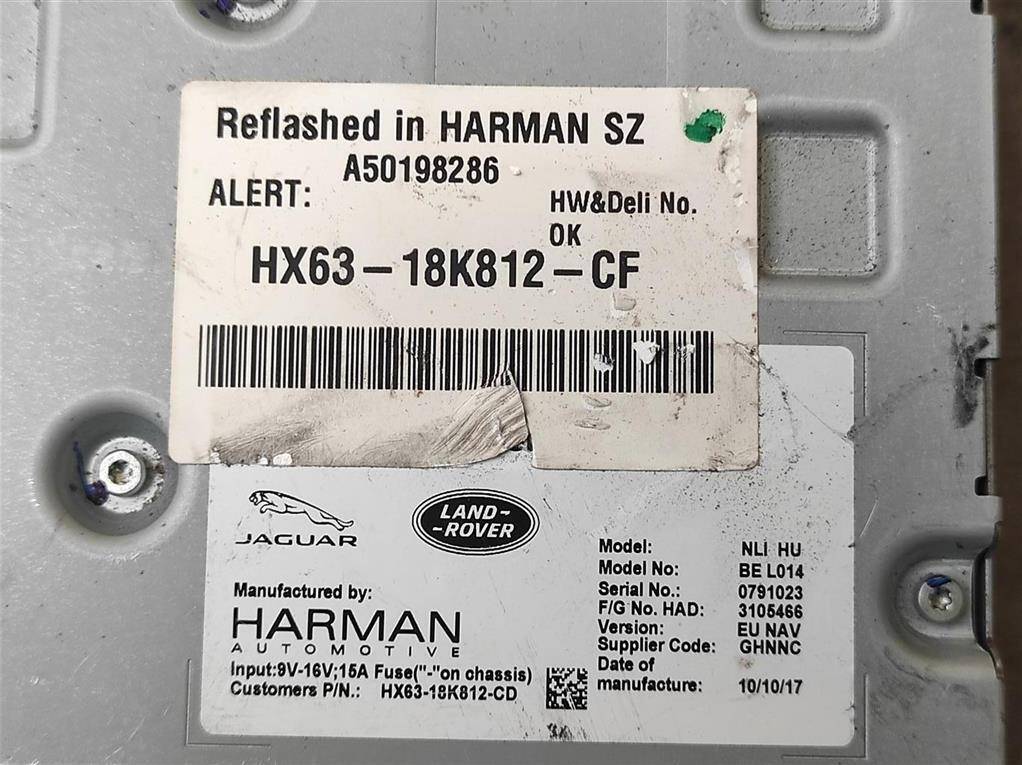 Reflashed in HARMAN SZ
A50198286
ALERT:
HW&Deli No.
OK
HX63-18K812-CF
JAGUAR
LAND-
-ROVER
Manufactured by:
HARMAN
AUTOMOTIVE
Input:9V-16V;15A Fuse("-"on chassis)
Customers P/N.: HX63-18K812-CD
Model: NLI HU
Model No: BE L014
Serial No.: 0791023
F/G No. HAD: 3105466
Version: EU NAV
Supplier Code: GHNNC
Date of
manufacture: 10/10/17